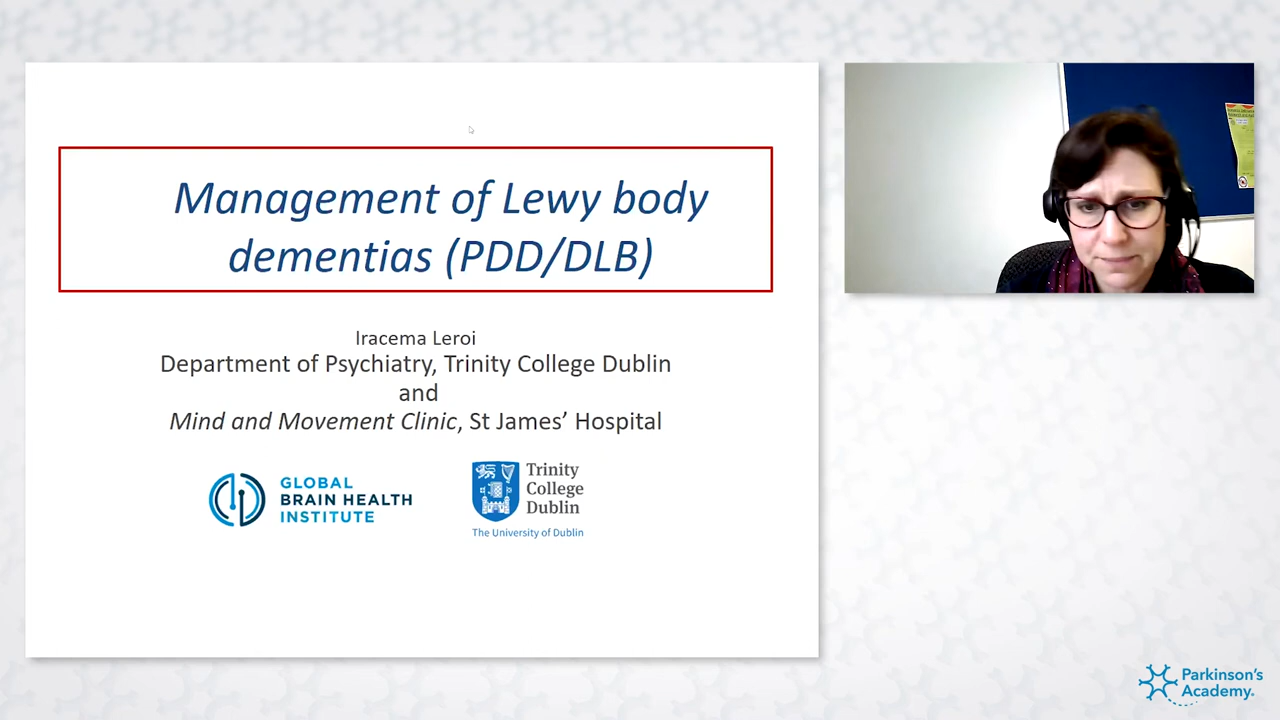 Management of Lewy body
dementias (PDD/DLB)
Iracema Leroi
Department of Psychiatry, Trinity College Dublin
and
Mind and Movement Clinic, St James’ Hospital
GLOBAL
BRAIN HEALTH
INSTITUTE
Trinity
College
Dublin
The University of Dublin
Parkinson's
Academy